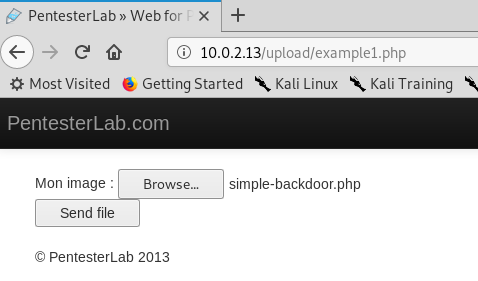 PentesterLab » Web for P
10.0.2.13/upload/example1.php
Most Visited Getting Started Kali Linux Kali Training
PentesterLab.com
Mon image : Browse... simple-backdoor.php
Send file
© PentesterLab 2013